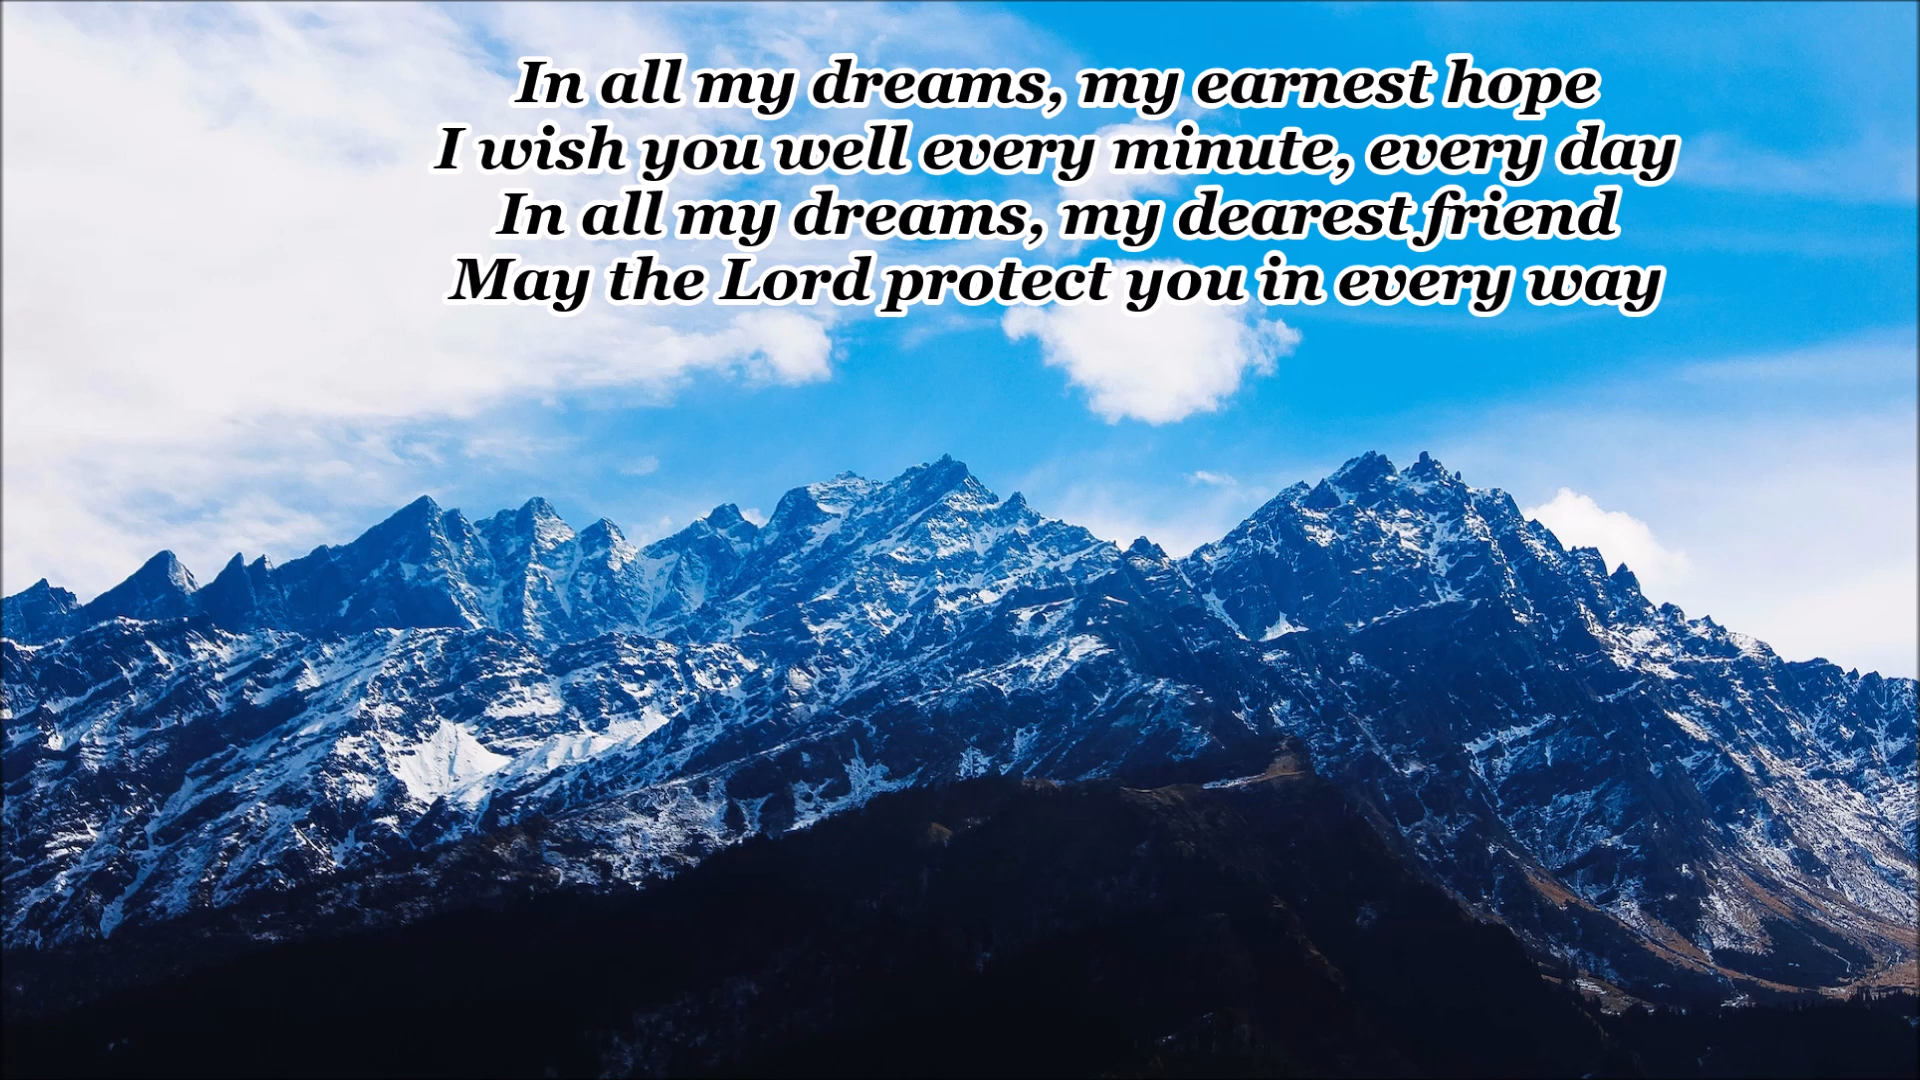 In all my dreams, my earnest hope
I wish you well every minute, every day
In all my dreams, my dearest friend
May the Lord protect you in every way